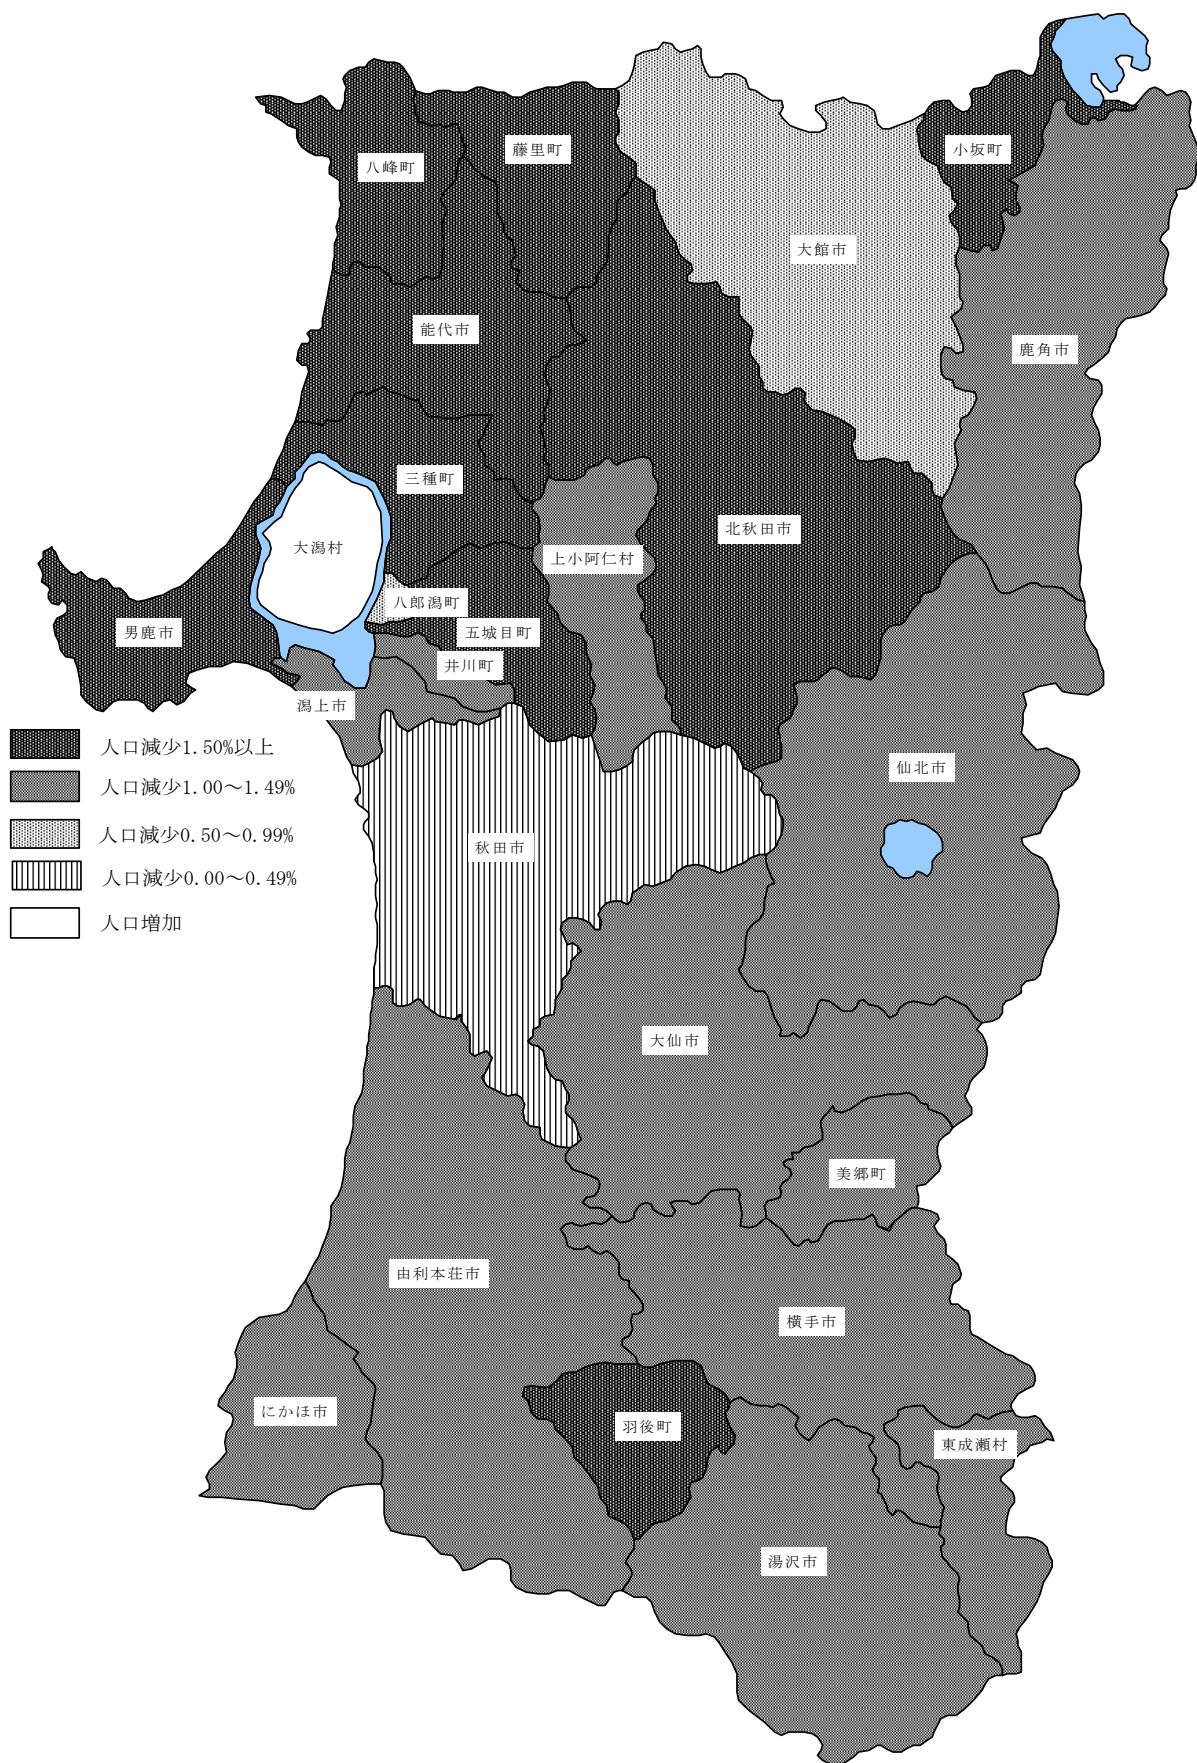 藤里町
小坂町
八峰町
大館市
能代市
鹿角市
三種町
北秋田市
大潟村
上小阿仁村
八郎潟町
男鹿市
五城目町
井川町
潟上市
人口減少1.50%以上
仙北市
人口減少1.00～1.49%
人口減少0.50～0.99%
秋田市
人口減少0.00～0.49%
人口増加
大仙市
美郷町
由利本荘市
横手市
にかほ市
羽後町
東成瀬村
湯沢市